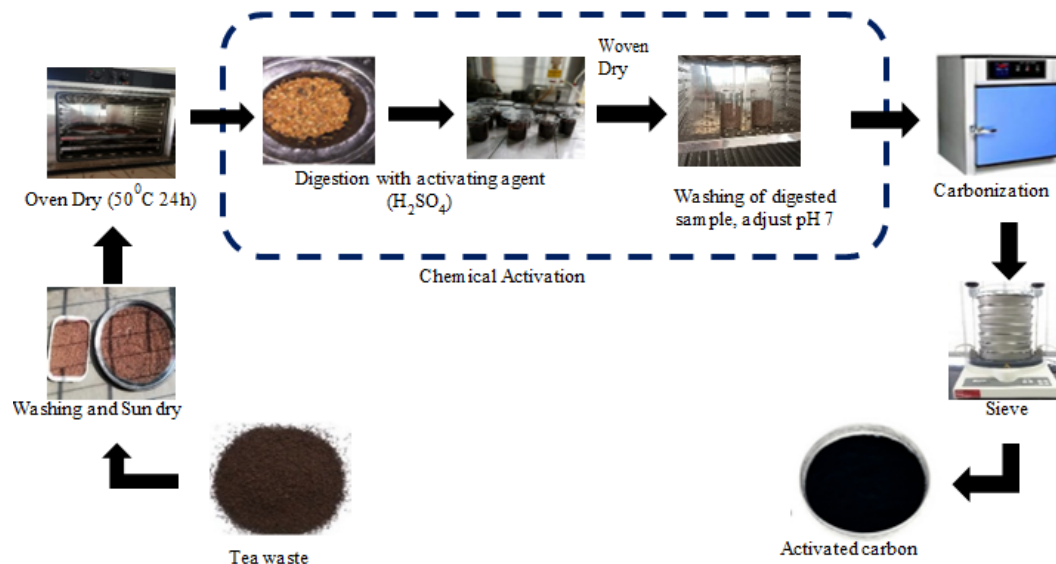 Woven
Dry
Oven Dry (50⁰C 24h)
Digestion with activating agent
(H₂SO₄)
Washing of digested
sample, adjust pH 7
Carbonization
Chemical Activation
Washing and Sun dry
Sieve
Tea waste
Activated carbon